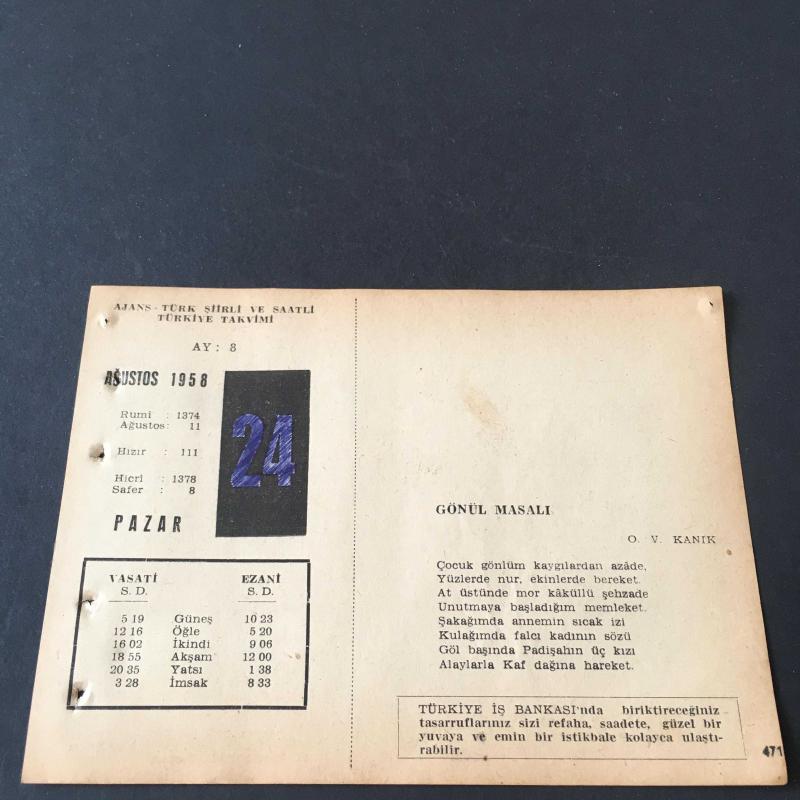 AJANS - TÜRK ŞİİRLİ VE SAATLİ
TÜRKİYE TAKVİMİ
AY : 8
AĞUSTOS 1958
24
Rumî : 1374
Ağustos : 11
Hızır : 111
Hicrî : 1378
Safer : 8
PAZAR
VASATİ EZANİ
S. D. S. D.
5 19 Güneş 10 23
12 16 Öğle 5 20
16 02 İkindi 9 06
18 55 Akşam 12 00
20 35 Yatsı 1 38
3 28 İmsak 8 33
GÖNÜL MASALI
O. V. KANIK
Çocuk gönlüm kaygılardan azâde,
Yüzlerde nur, ekinlerde bereket.
At üstünde mor kâküllü şehzade
Unutmaya başladığım memleket.
Şakağımda annemin sıcak izi
Kulağımda falcı kadının sözü
Göl başında Padişahın üç kızı
Alaylarla Kaf dağına hareket.
TÜRKİYE İŞ BANKASI'nda biriktireceğiniz
tasarruflarınız sizi refaha, saadete, güzel bir
yuvaya ve emin bir istikbale kolayca ulaştı-
rabilir.
471